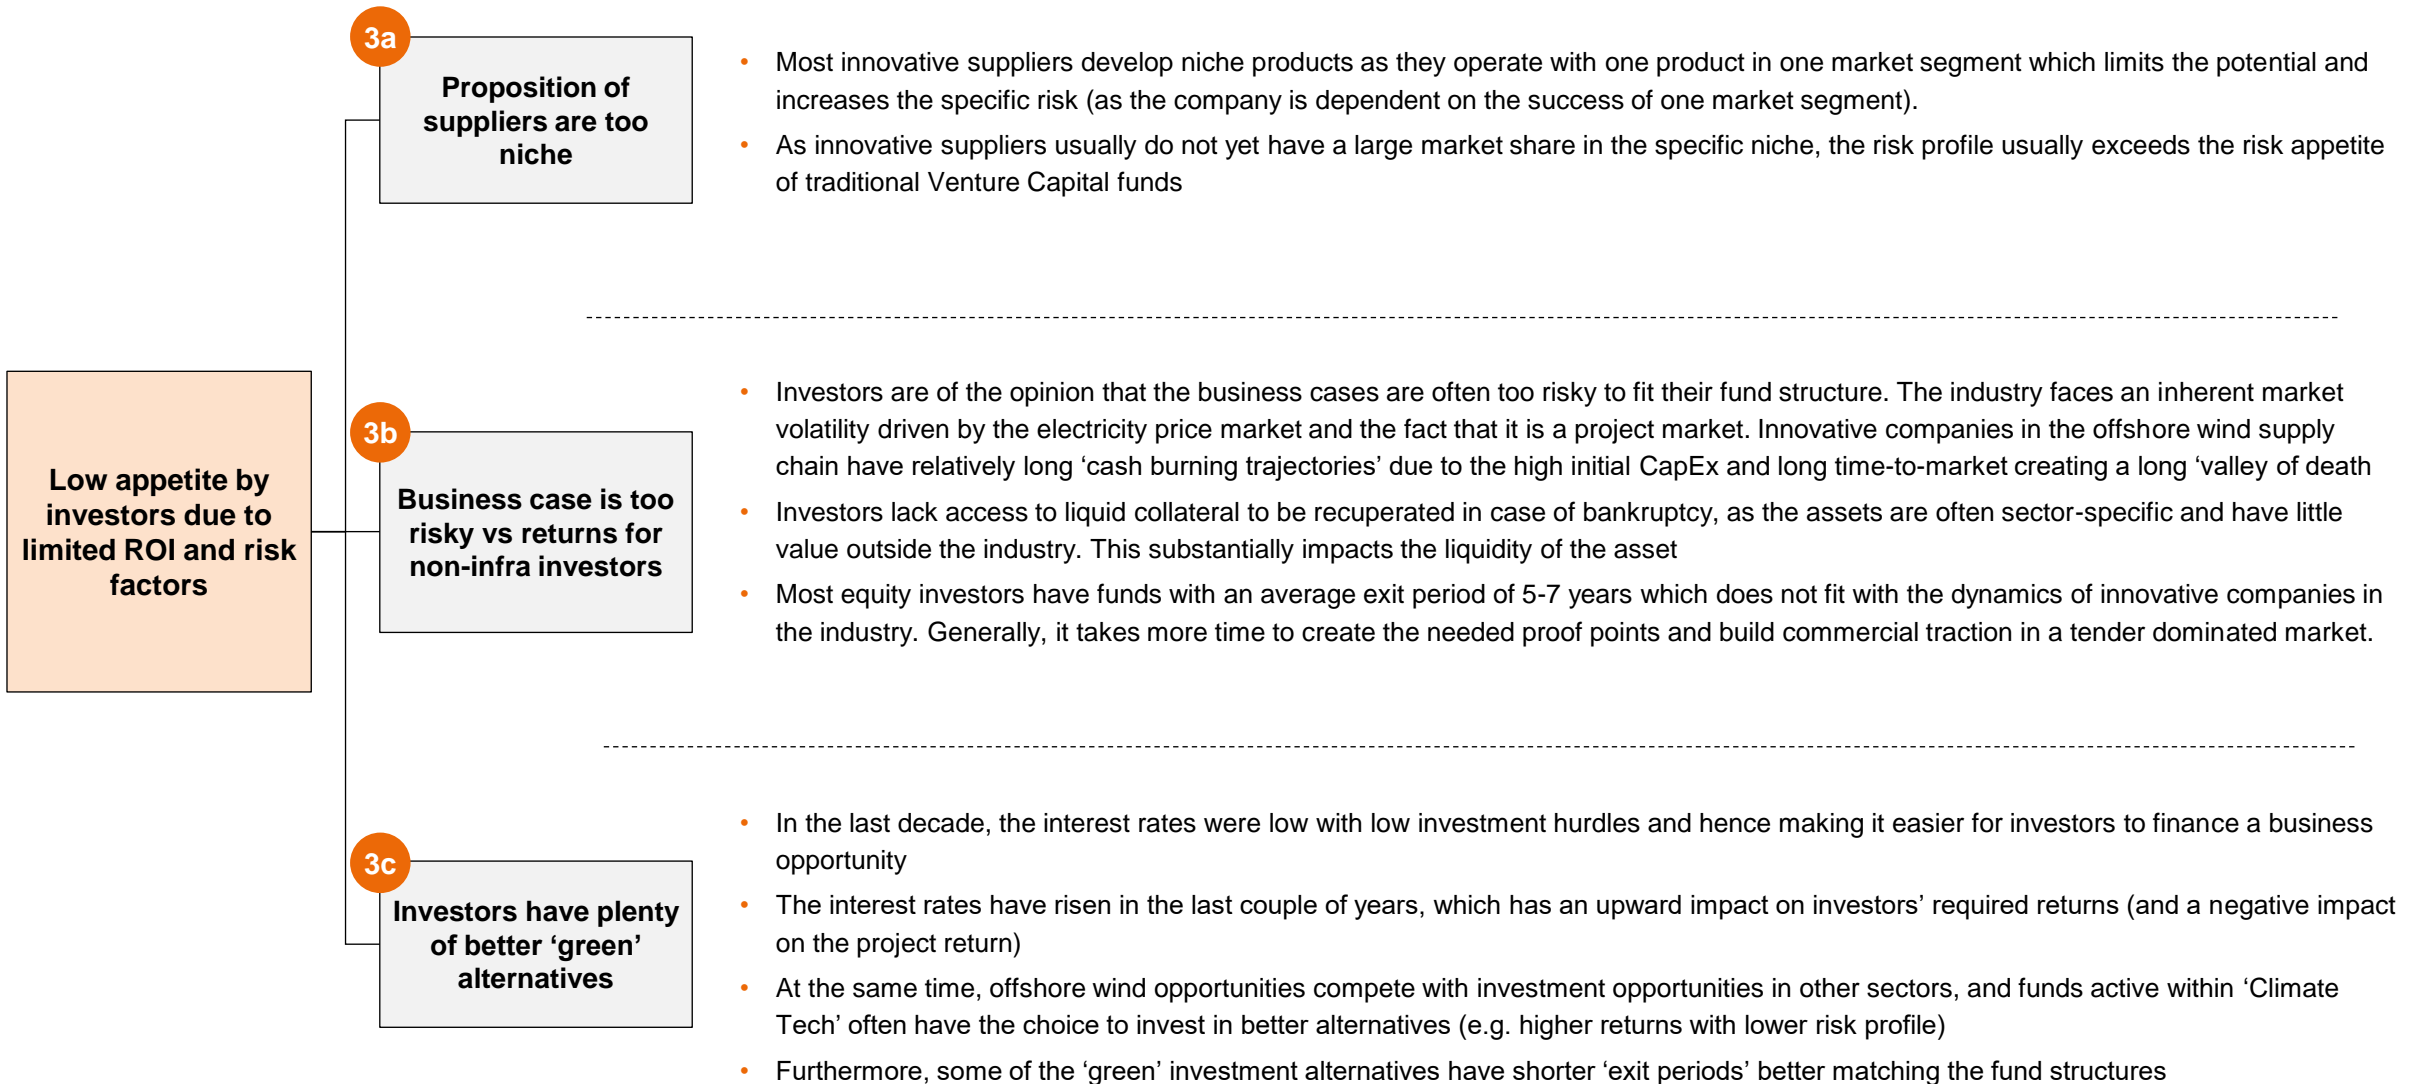 3a
Proposition of
suppliers are too
niche
• Most innovative suppliers develop niche products as they operate with one product in one market segment which limits the potential and
increases the specific risk (as the company is dependent on the success of one market segment).
• As innovative suppliers usually do not yet have a large market share in the specific niche, the risk profile usually exceeds the risk appetite
of traditional Venture Capital funds
Low appetite by
investors due to
limited ROI and risk
factors
3b
Business case is too
risky vs returns for
non-infra investors
• Investors are of the opinion that the business cases are often too risky to fit their fund structure. The industry faces an inherent market
volatility driven by the electricity price market and the fact that it is a project market. Innovative companies in the offshore wind supply
chain have relatively long ‘cash burning trajectories’ due to the high initial CapEx and long time-to-market creating a long ‘valley of death
• Investors lack access to liquid collateral to be recuperated in case of bankruptcy, as the assets are often sector-specific and have little
value outside the industry. This substantially impacts the liquidity of the asset
• Most equity investors have funds with an average exit period of 5-7 years which does not fit with the dynamics of innovative companies in
the industry. Generally, it takes more time to create the needed proof points and build commercial traction in a tender dominated market.
3c
Investors have plenty
of better ‘green’
alternatives
• In the last decade, the interest rates were low with low investment hurdles and hence making it easier for investors to finance a business
opportunity
• The interest rates have risen in the last couple of years, which has an upward impact on investors’ required returns (and a negative impact
on the project return)
• At the same time, offshore wind opportunities compete with investment opportunities in other sectors, and funds active within ‘Climate
Tech’ often have the choice to invest in better alternatives (e.g. higher returns with lower risk profile)
• Furthermore, some of the ‘green’ investment alternatives have shorter ‘exit periods’ better matching the fund structures